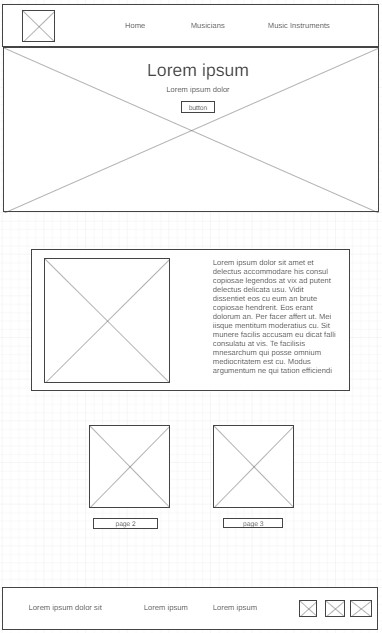 Home Musicians Music Instruments
Lorem ipsum
Lorem ipsum dolor
button
Lorem ipsum dolor sit amet et
delectus accommodare his consul
copiosae legendos at vix ad putent
delectus delicata usu. Vidit
dissentiet eos cu eum an brute
copiosae hendrerit. Eos erant
dolorum an. Per facer affert ut. Mei
iisque mentitum moderatius cu. Sit
munere facilis accusam eu dicat falli
consulatu at vis. Te facilisis
mnesarchum qui posse omnium
mediocritatem est cu. Modus
argumentum ne qui tation efficiendi
page 2 page 3
Lorem ipsum dolor sit Lorem ipsum Lorem ipsum